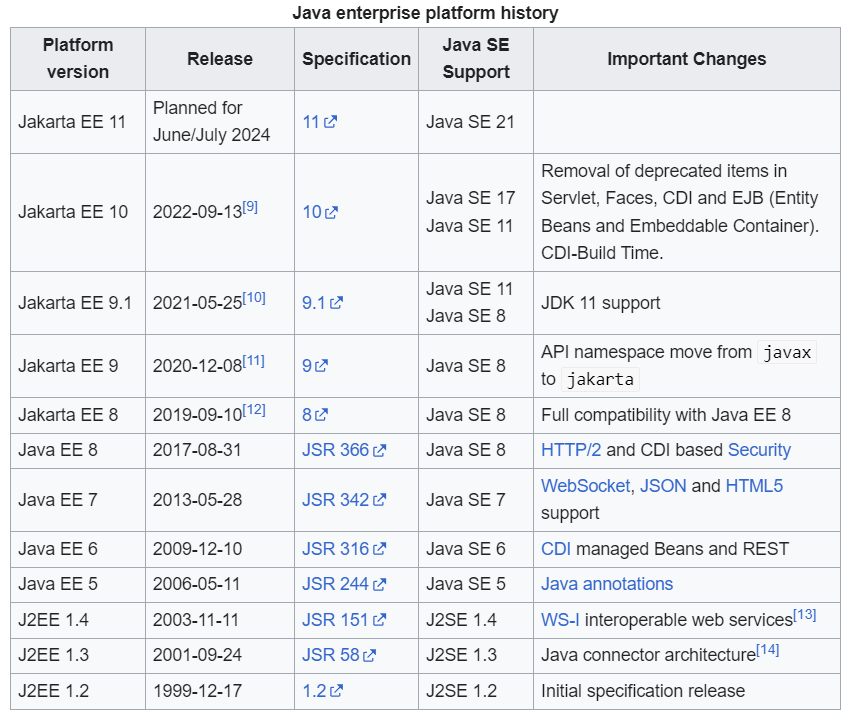 Java enterprise platform history
Platform version Release Specification Java SE Support Important Changes
Jakarta EE 11 Planned for June/July 2024 11 Java SE 21
Jakarta EE 10 2022-09-13[9] 10 Java SE 17 Java SE 11 Removal of deprecated items in Servlet, Faces, CDI and EJB (Entity Beans and Embeddable Container). CDI-Build Time.
Jakarta EE 9.1 2021-05-25[10] 9.1 Java SE 11 Java SE 8 JDK 11 support
Jakarta EE 9 2020-12-08[11] 9 Java SE 8 API namespace move from javax to jakarta
Jakarta EE 8 2019-09-10[12] 8 Java SE 8 Full compatibility with Java EE 8
Java EE 8 2017-08-31 JSR 366 Java SE 8 HTTP/2 and CDI based Security
Java EE 7 2013-05-28 JSR 342 Java SE 7 WebSocket, JSON and HTML5 support
Java EE 6 2009-12-10 JSR 316 Java SE 6 CDI managed Beans and REST
Java EE 5 2006-05-11 JSR 244 Java SE 5 Java annotations
J2EE 1.4 2003-11-11 JSR 151 J2SE 1.4 WS-I interoperable web services[13]
J2EE 1.3 2001-09-24 JSR 58 J2SE 1.3 Java connector architecture[14]
J2EE 1.2 1999-12-17 1.2 J2SE 1.2 Initial specification release